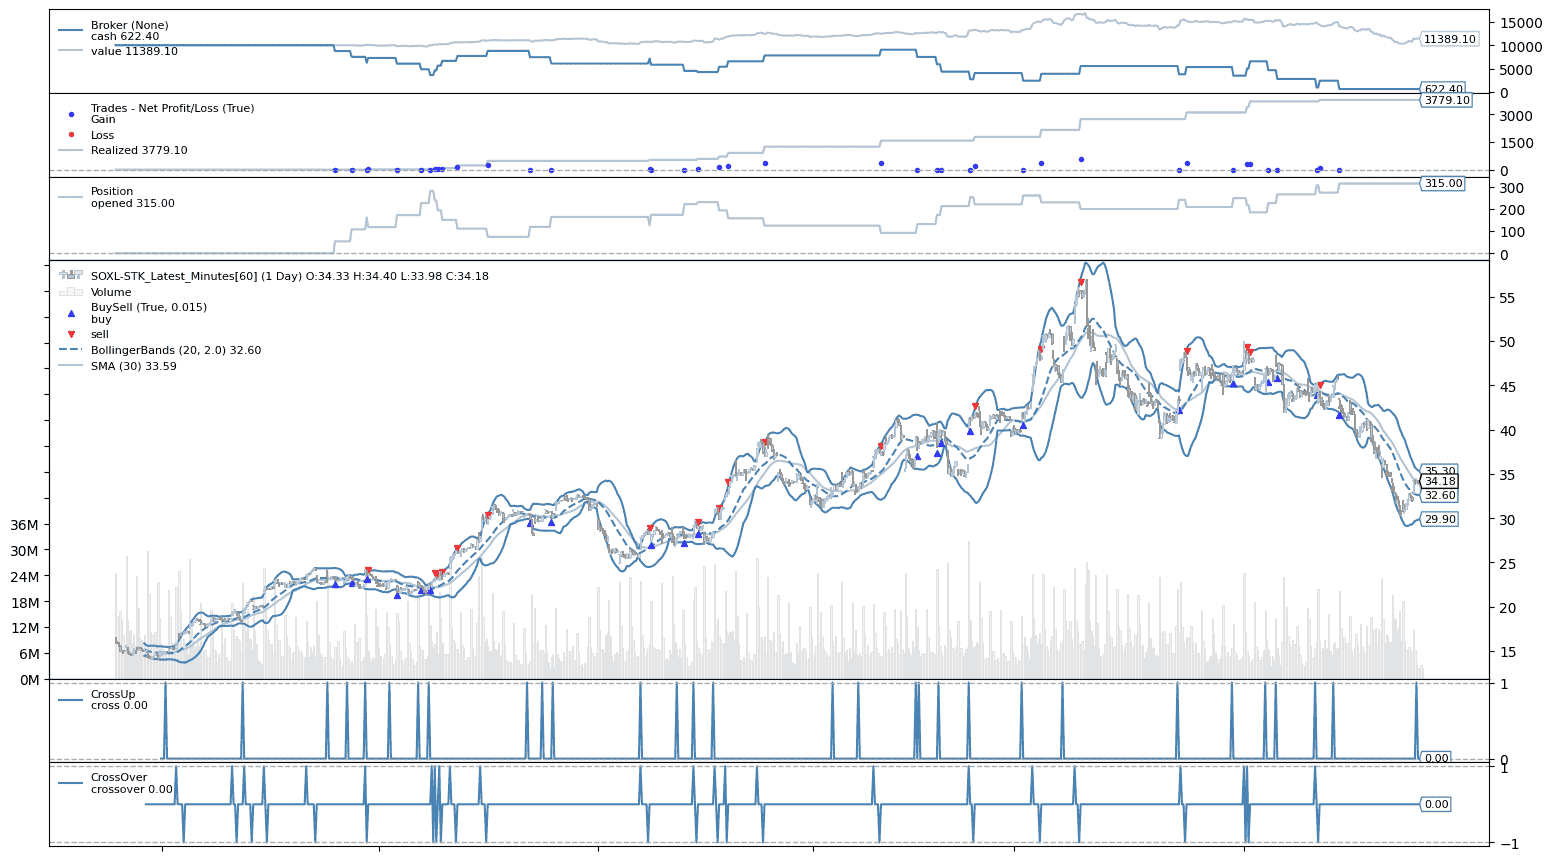 Broker (None)
cash 622.40
value 11389.10
15000
11389.10
10000
5000
622.40
0
Trades - Net Profit/Loss (True)
Gain
Loss
Realized 3779.10
3779.10
3000
1500
0
Position
opened 315.00
315.00
300
200
100
0
SOXL-STK_Latest_Minutes[60] (1 Day) O:34.33 H:34.40 L:33.98 C:34.18
Volume
BuySell (True, 0.015)
buy
sell
BollingerBands (20, 2.0) 32.60
SMA (30) 33.59
55
50
45
40
35
30
25
20
15
35.30
34.18
32.60
29.90
36M
30M
24M
18M
12M
6M
0M
CrossUp
cross 0.00
1
0.00
0
CrossOver
crossover 0.00
1
0.00
−1